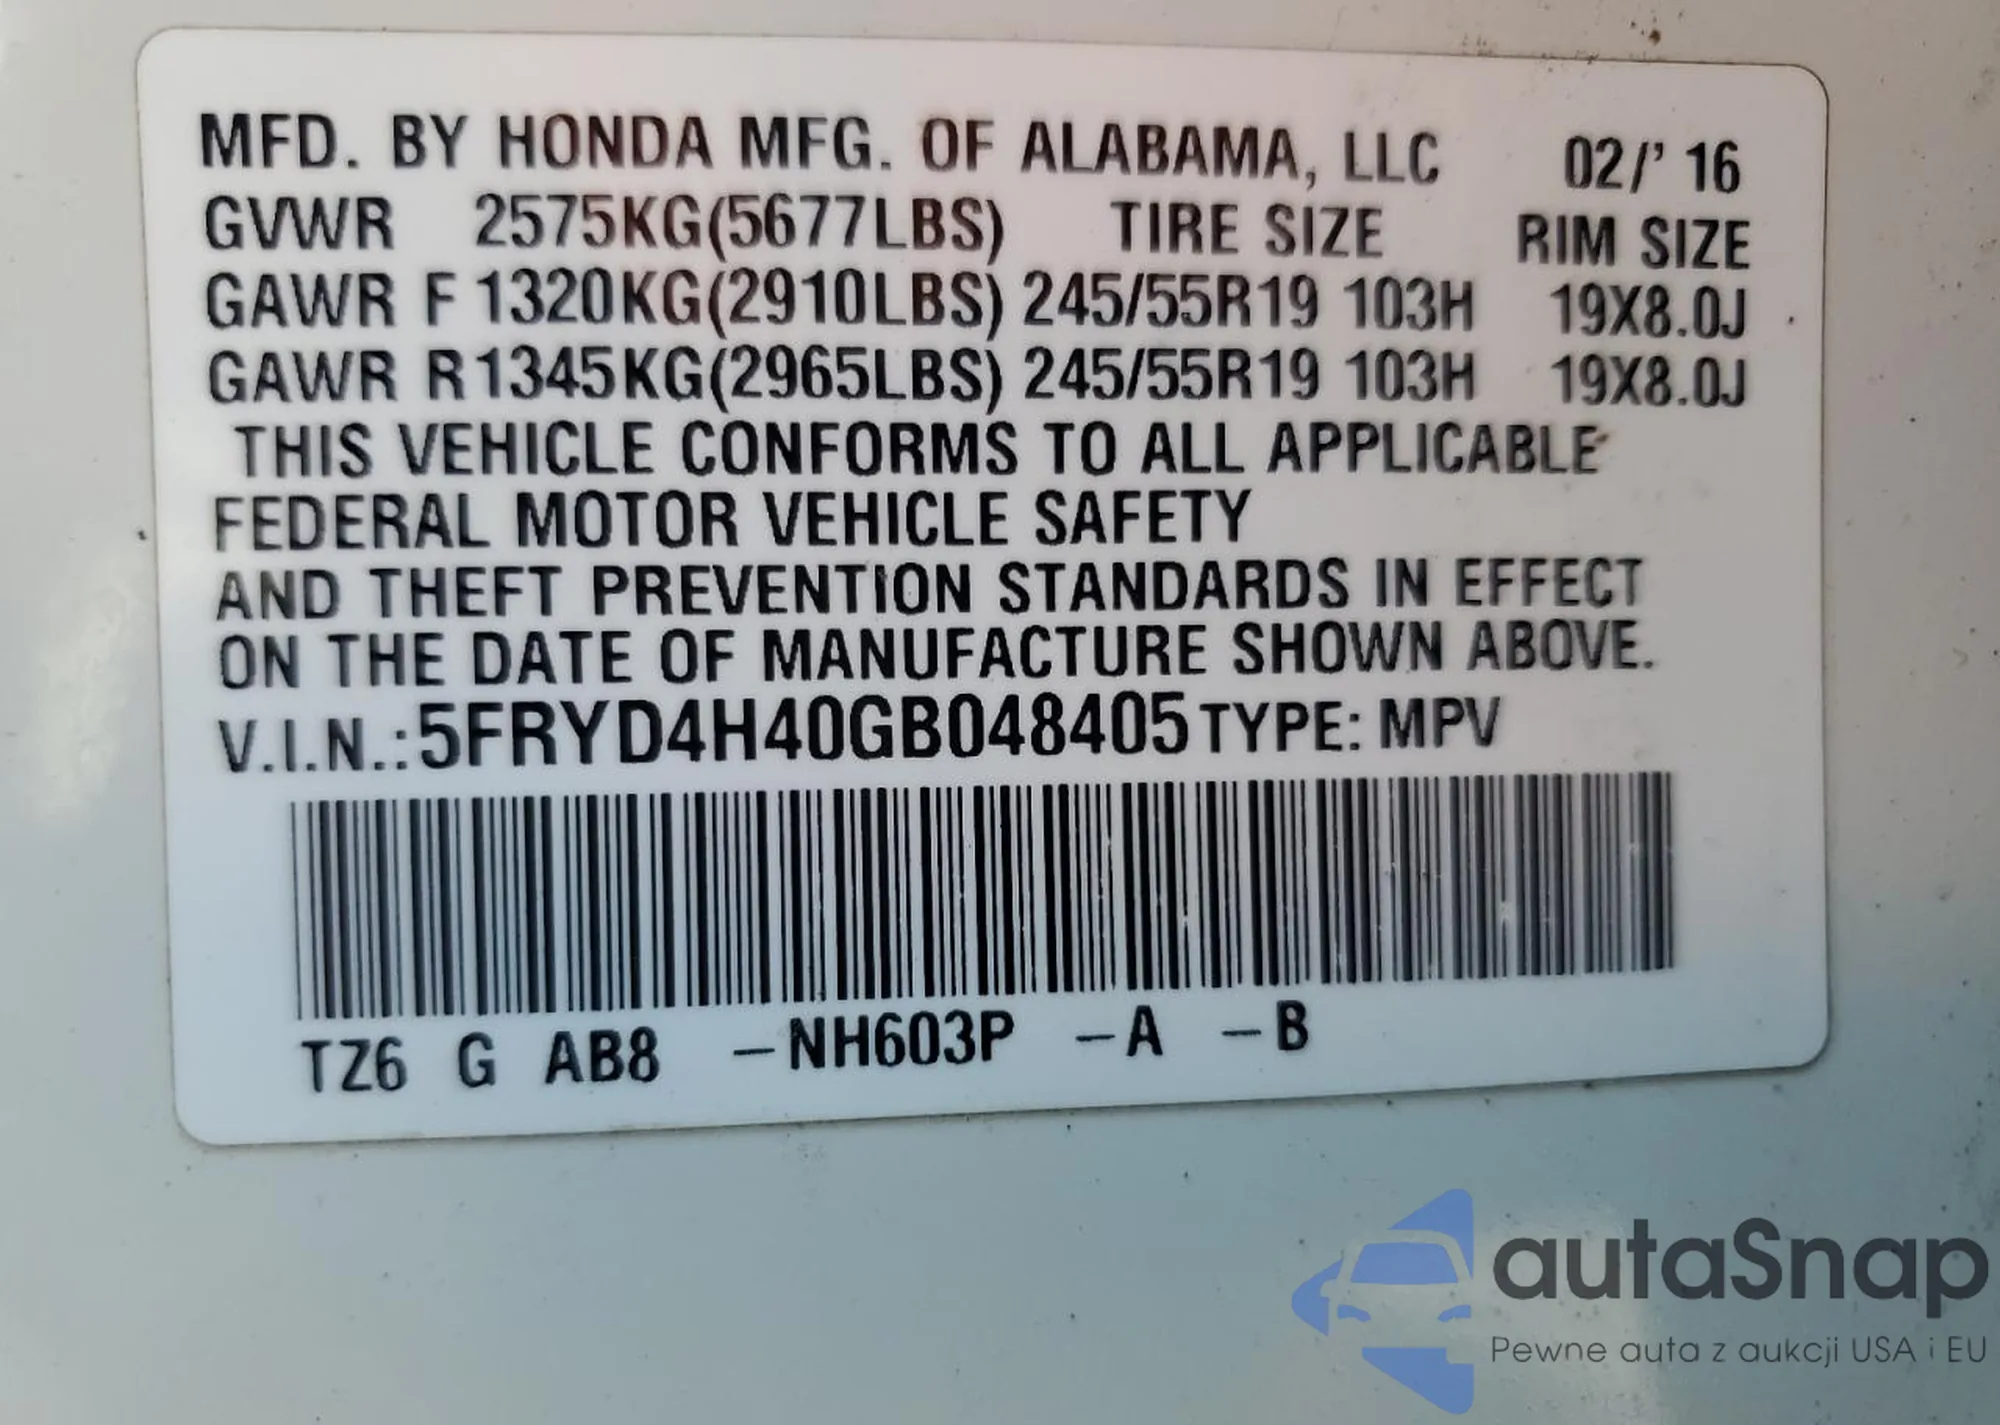 MFD. BY HONDA MFG. OF ALABAMA, LLC 02/' 16
GVWR 2575KG(5677LBS) TIRE SIZE RIM SIZE
GAWR F 1320KG(2910LBS) 245/55R19 103H 19X8.0J
GAWR R 1345KG(2965LBS) 245/55R19 103H 19X8.0J
THIS VEHICLE CONFORMS TO ALL APPLICABLE
FEDERAL MOTOR VEHICLE SAFETY
AND THEFT PREVENTION STANDARDS IN EFFECT
ON THE DATE OF MANUFACTURE SHOWN ABOVE.
V.I.N.: 5FRYD4H40GB048405 TYPE: MPV
TZ6 G AB8 –NH603P –A –B
autaSnap
Pewne auta z aukcji USA i EU